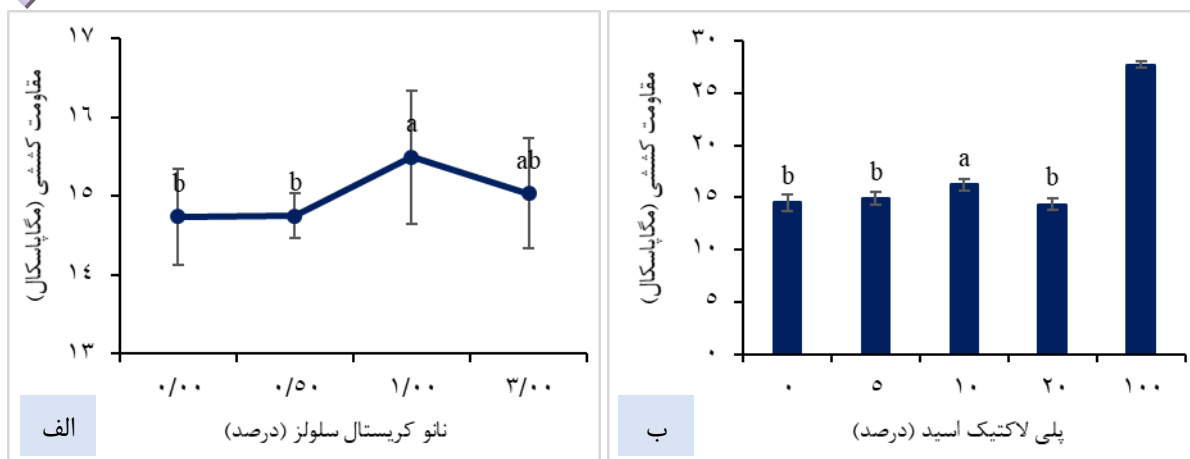 ۱۷
۱۶
۱۵
۱۴
۱۳
مقاومت کششی (مگاپاسکال)
b
b
a
ab
۰/۰۰
۰/۵۰
۱/۰۰
۳/۰۰
نانو کریستال سلولز (درصد)
الف
۳۰
۲۵
۲۰
۱۵
۱۰
۵
۰
مقاومت کششی (مگاپاسکال)
b
b
a
b
۰
۵
۱۰
۲۰
۱۰۰
پلی لاکتیک اسید (درصد)
ب